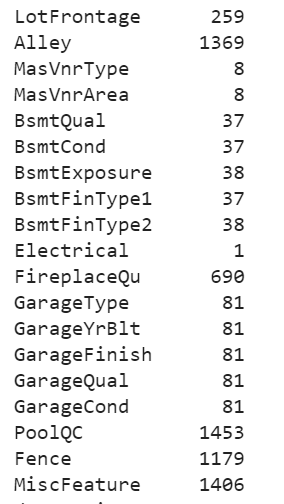 LotFrontage 259
Alley 1369
MasVnrType 8
MasVnrArea 8
BsmtQual 37
BsmtCond 37
BsmtExposure 38
BsmtFinType1 37
BsmtFinType2 38
Electrical 1
FireplaceQu 690
GarageType 81
GarageYrBlt 81
GarageFinish 81
GarageQual 81
GarageCond 81
PoolQC 1453
Fence 1179
MiscFeature 1406